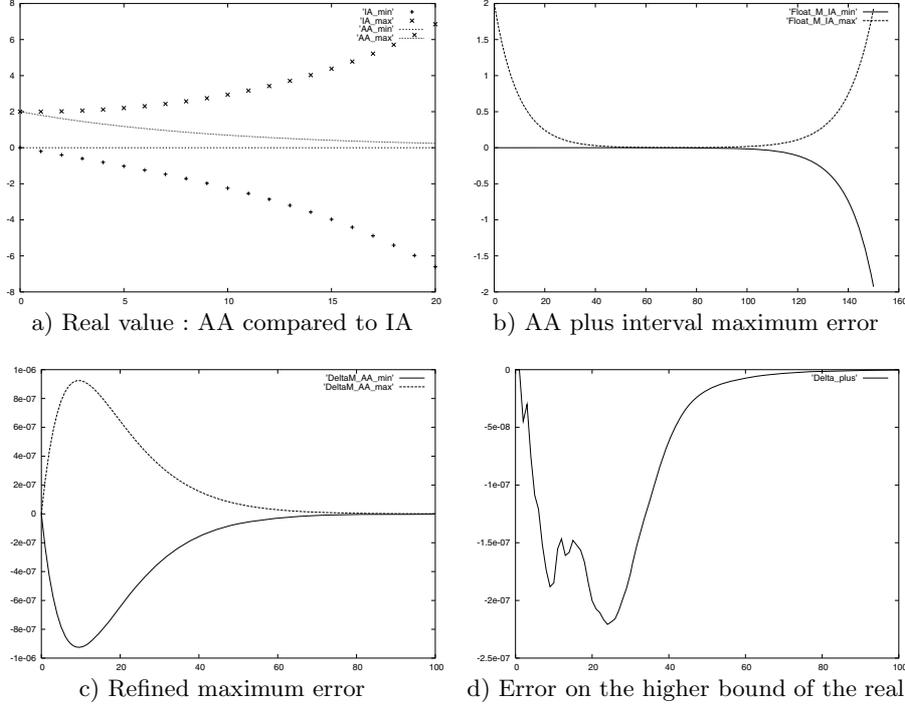 8
6
4
2
0
-2
-4
-6
-8
0 5 10 15 20
'IA_min'
'IA_max'
'AA_min'
'AA_max'
a) Real value : AA compared to IA
2
1.5
1
0.5
0
-0.5
-1
-1.5
-2
0 20 40 60 80 100 120 140 160
'Float_M_IA_min'
'Float_M_IA_max'
b) AA plus interval maximum error
1e-06
8e-07
6e-07
4e-07
2e-07
0
-2e-07
-4e-07
-6e-07
-8e-07
-1e-06
0 20 40 60 80 100
'DeltaM_AA_min'
'DeltaM_AA_max'
c) Refined maximum error
0
-5e-08
-1e-07
-1.5e-07
-2e-07
-2.5e-07
0 20 40 60 80 100
'Delta_plus'
d) Error on the higher bound of the real